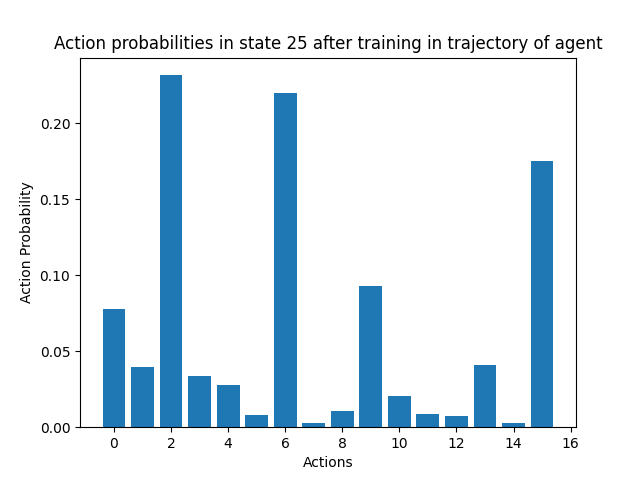 Action probabilities in state 25 after training in trajectory of agent
0.20
0.15
0.10
0.05
0.00
Action Probability
0 2 4 6 8 10 12 14 16
Actions